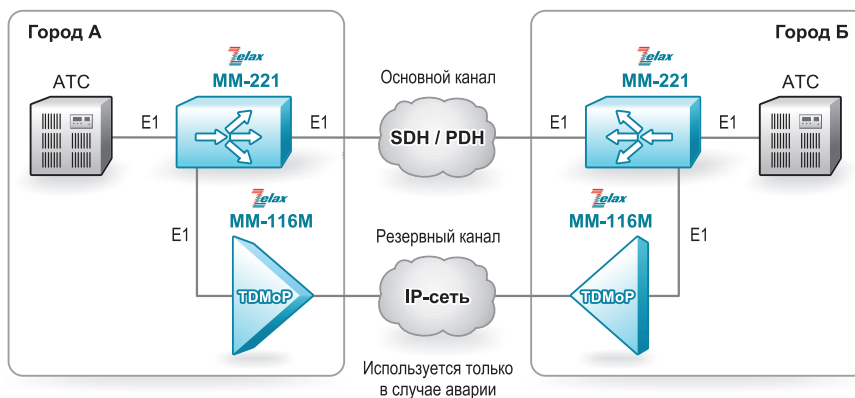 Город А
Город Б
Zelax
MM-221
Zelax
MM-221
АТС
АТС
Основной канал
E1
E1
SDH / PDH
E1
E1
Zelax
MM-116M
Zelax
MM-116M
E1
Резервный канал
E1
TDMoP
IP-сеть
TDMoP
Используется только
в случае аварии